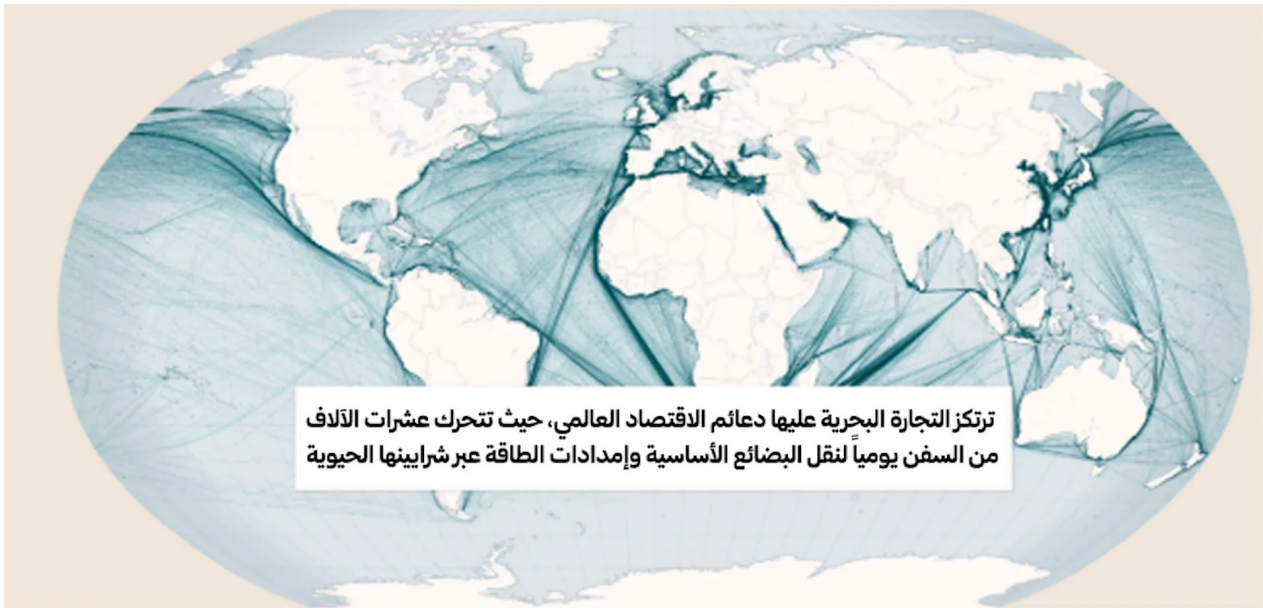 ترتكز التجارة البحرية عليها دعائم الاقتصاد العالمي، حيث تتحرك عشرات الآلاف
من السفن يومياً لنقل البضائع الأساسية وإمدادات الطاقة عبر شرايينها الحيوية